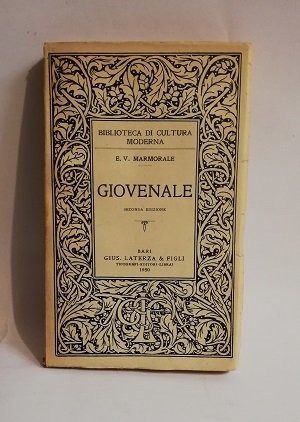 BIBLIOTECA DI CULTURA
MODERNA
E. V. MARMORALE
GIOVENALE
SECONDA EDIZIONE
BARI
GIUS. LATERZA & FIGLI
TIPOGRAFI-EDITORI-LIBRAI
1950